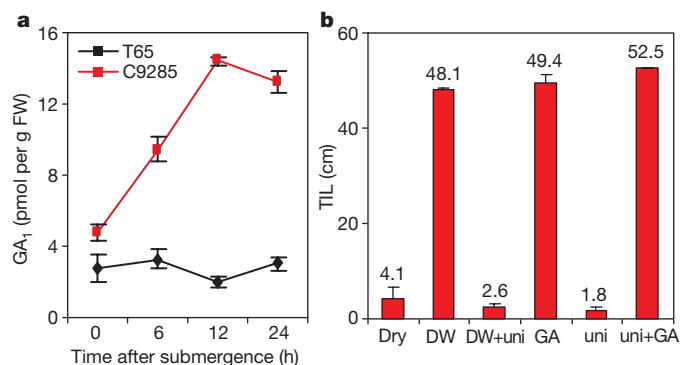 a
GA₁ (pmol per g FW)
16
12
8
4
0
T65
C9285
0 6 12 24
Time after submergence (h)
b
TIL (cm)
60
40
20
0
4.1
48.1
2.6
49.4
1.8
52.5
Dry DW DW+uni GA uni uni+GA